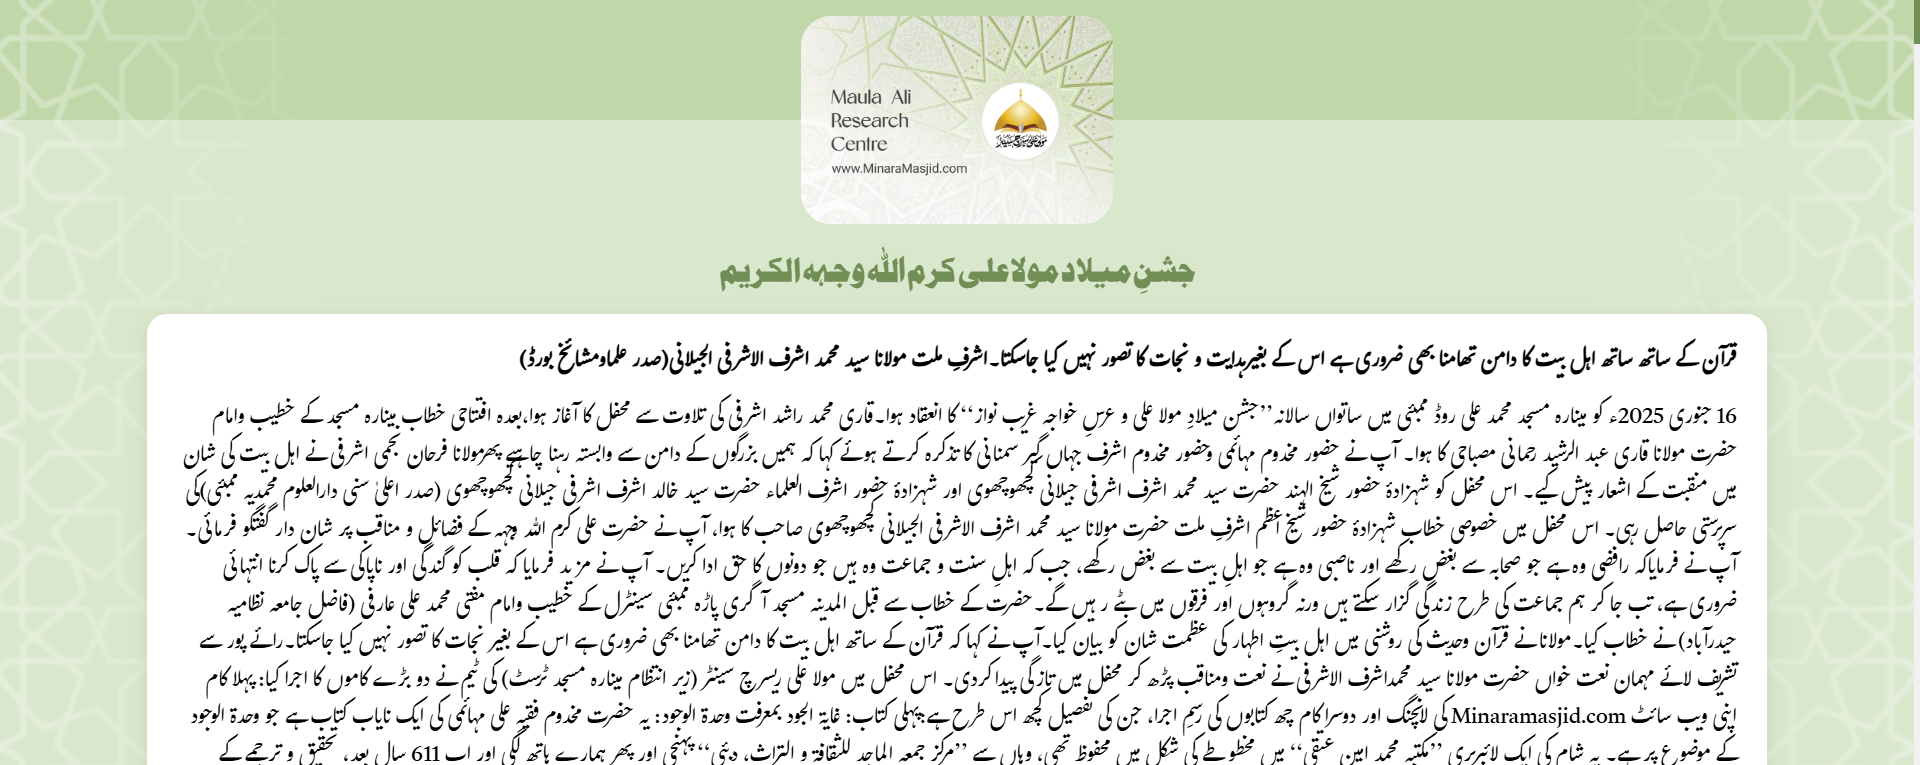 Maula Ali
Research
Centre
www.MinaraMasjid.com
جشنِ میلاد مولا علی کرم اللہ وجہہ الکریم
قرآن کے ساتھ ساتھ اہل بیت کا دامن تھامنا بھی ضروری ہے اس کے بغیر ہدایت و نجات کا تصور نہیں کیا جاسکتا۔ اشرفِ ملت مولانا سید محمد اشرف الاشرفی الجیلانی(صدر علماومشائخ بورڈ)
16 جنوری 2025ء کو مینارہ مسجد محمد علی روڈ ممبئی میں ساتواں سالانہ ’’جشن میلادِ مولا علی و عرسِ خواجہ غریب نواز‘‘ کا انعقاد ہوا۔قاری محمد راشد اشرفی کی تلاوت سے محفل کا آغاز ہوا،بعدہ افتتاحی خطاب مینارہ مسجد کے خطیب وامام
حضرت مولانا قاری عبد الرشید رحمانی مصباحی کا ہوا۔ آپ نے حضور مخدوم مہائمی وحضور مخدوم اشرف جہاں گیر سمنانی کا تذکرہ کرتے ہوئے کہا کہ ہمیں بزرگوں کے دامن سے وابستہ رہنا چاہیے پھرمولانا فرحان نجمی اشرفی نے اہل بیت کی شان
میں منقبت کے اشعار پیش کیے۔ اس محفل کو شہزادۂ حضور شیخ الہند حضرت سید محمد اشرف اشرفی جیلانی کچھوچھوی اور شہزادۂ حضور اشرف العلماء حضرت سید خالد اشرف اشرفی جیلانی کچھوچھوی (صدر اعلیٰ سنی دارالعلوم محمدیہ ممبئی)کی
سرپرستی حاصل رہی۔ اس محفل میں خصوصی خطاب شہزادۂ حضور شیخ اعظم اشرفِ ملت حضرت مولانا سید محمد اشرف الاشرفی الجیلانی کچھوچھوی صاحب کا ہوا، آپ نے حضرت علی کرم اللہ وجہہ کے فضائل و مناقب پر شان دار گفتگو فرمائی۔
آپ نے فرمایاکہ رافضی وہ ہے جو صحابہ سے بغض رکھے اور ناصبی وہ ہے جو اہلِ بیت سے بغض رکھے، جب کہ اہلِ سنت و جماعت وہ ہیں جو دونوں کا حق ادا کریں۔ آپ نے مزید فرمایا کہ قلب کو گندگی اور ناپاکی سے پاک کرنا انتہائی
ضروری ہے، تب جا کر ہم جماعت کی طرح زندگی گزار سکتے ہیں ورنہ گروہوں اور فرقوں میں بٹے رہیں گے۔حضرت کے خطاب سے قبل المدینہ مسجد آگری پاڑہ ممبئی سینٹرل کے خطیب وامام مفتی محمد علی عارفی (فاضل جامعہ نظامیہ
حیدرآباد)نے خطاب کیا۔مولانانے قرآن وحدیث کی روشنی میں اہل بیتِ اطہار کی عظمت شان کو بیان کیا۔آپ نے کہا کہ قرآن کے ساتھ اہل بیت کا دامن تھامنا بھی ضروری ہے اس کے بغیر نجات کا تصور نہیں کیا جاسکتا۔رائے پور سے
تشریف لائے مہمان نعت خواں حضرت مولانا سید محمداشرف الاشرفی نے نعت ومناقب پڑھ کر محفل میں تازگی پیدا کردی۔ اس محفل میں مولا علی ریسرچ سینٹر (زیر انتظام مینارہ مسجد ٹرسٹ) کی ٹیم نے دو بڑے کاموں کا اجرا کیا: پہلا کام
اپنی ویب سائٹ Minaramasjid.com کی لانچنگ اور دوسرا کام چھ کتابوں کی رسمِ اجرا، جن کی تفصیل کچھ اس طرح ہے:پہلی کتاب: غایۃ الجود بمعرفت وحدۃ الوجود: یہ حضرت مخدوم فقیہ علی مہائمی کی ایک نایاب کتاب ہے جو وحدۃ الوجود
کے موضوع پر ہے۔ یہ شام کی ایک لائبریری ’’مکتبہ محمد امین عیقی‘‘ میں مخطوطے کی شکل میں محفوظ تھی، وہاں سے ’’مرکز جمعہ الماجد للثقافۃ و التراث، دبئی‘‘ پہنچی اور پھر ہمارے ہاتھ لگی اور اب 611 سال بعد، تحقیق و ترجمے کے